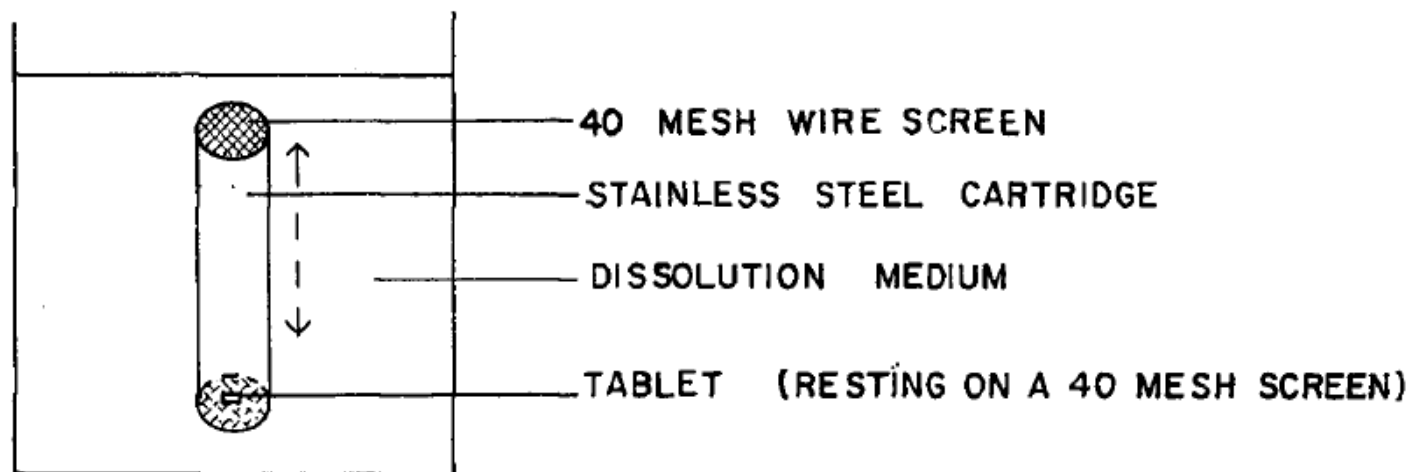 40 MESH WIRE SCREEN
STAINLESS STEEL CARTRIDGE
DISSOLUTION MEDIUM
TABLET (RESTING ON A 40 MESH SCREEN)